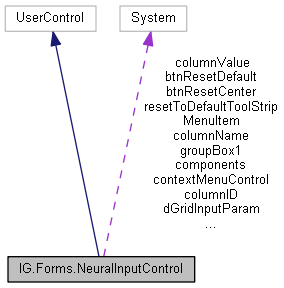 UserControl
System
columnValue
btnResetDefault
btnResetCenter
resetToDefaultToolStrip
MenuItem
columnName
groupBox1
components
contextMenuControl
columnID
dGridInputParam
...
IG.Forms.NeuralInputControl